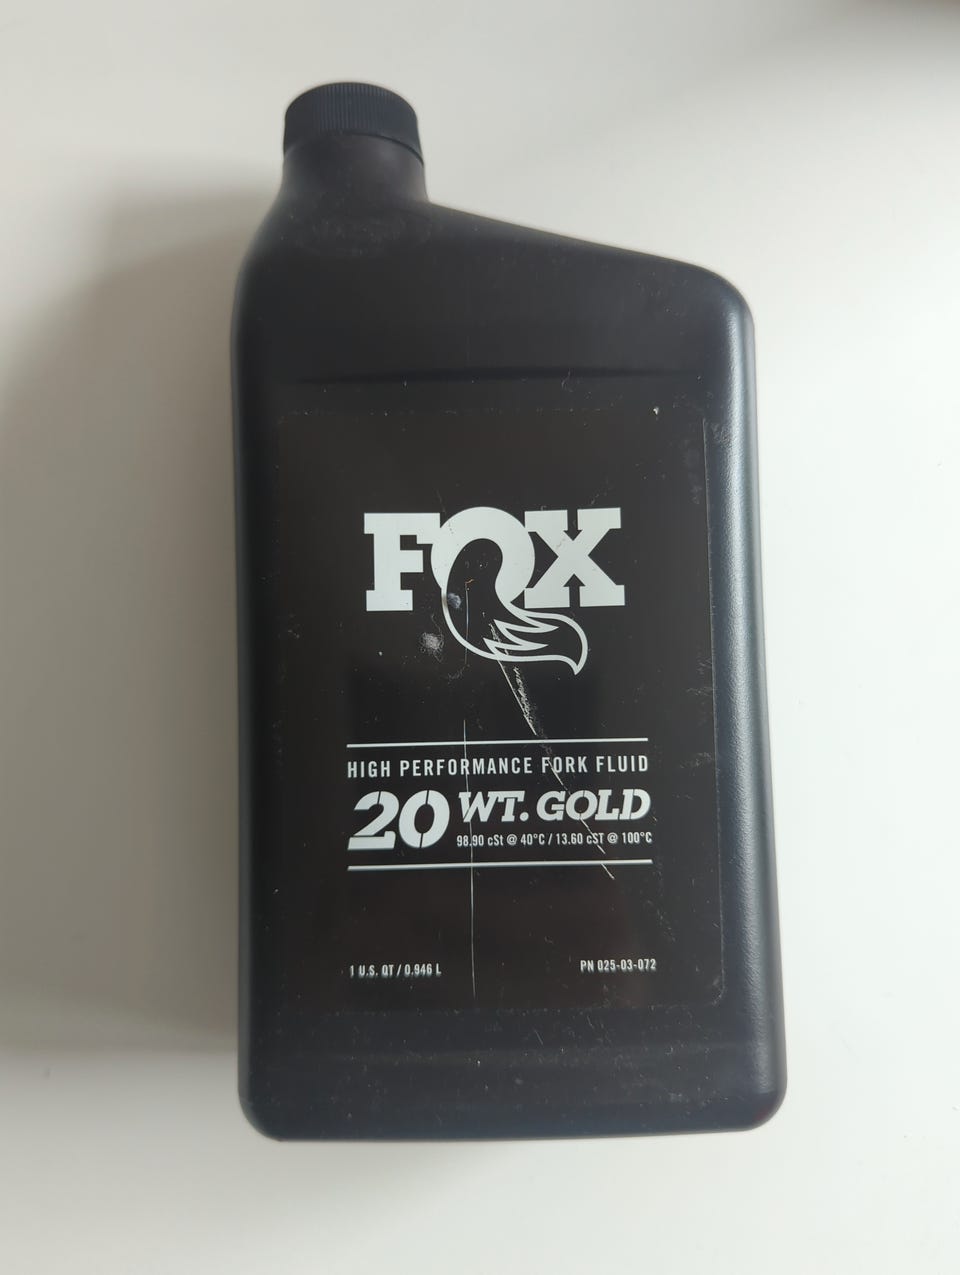 FOX
HIGH PERFORMANCE FORK FLUID
20 WT. GOLD
98.90 cSt @ 40°C / 13.60 cST @ 100°C
1 U.S. QT / 0.946 L
PN 025-03-072